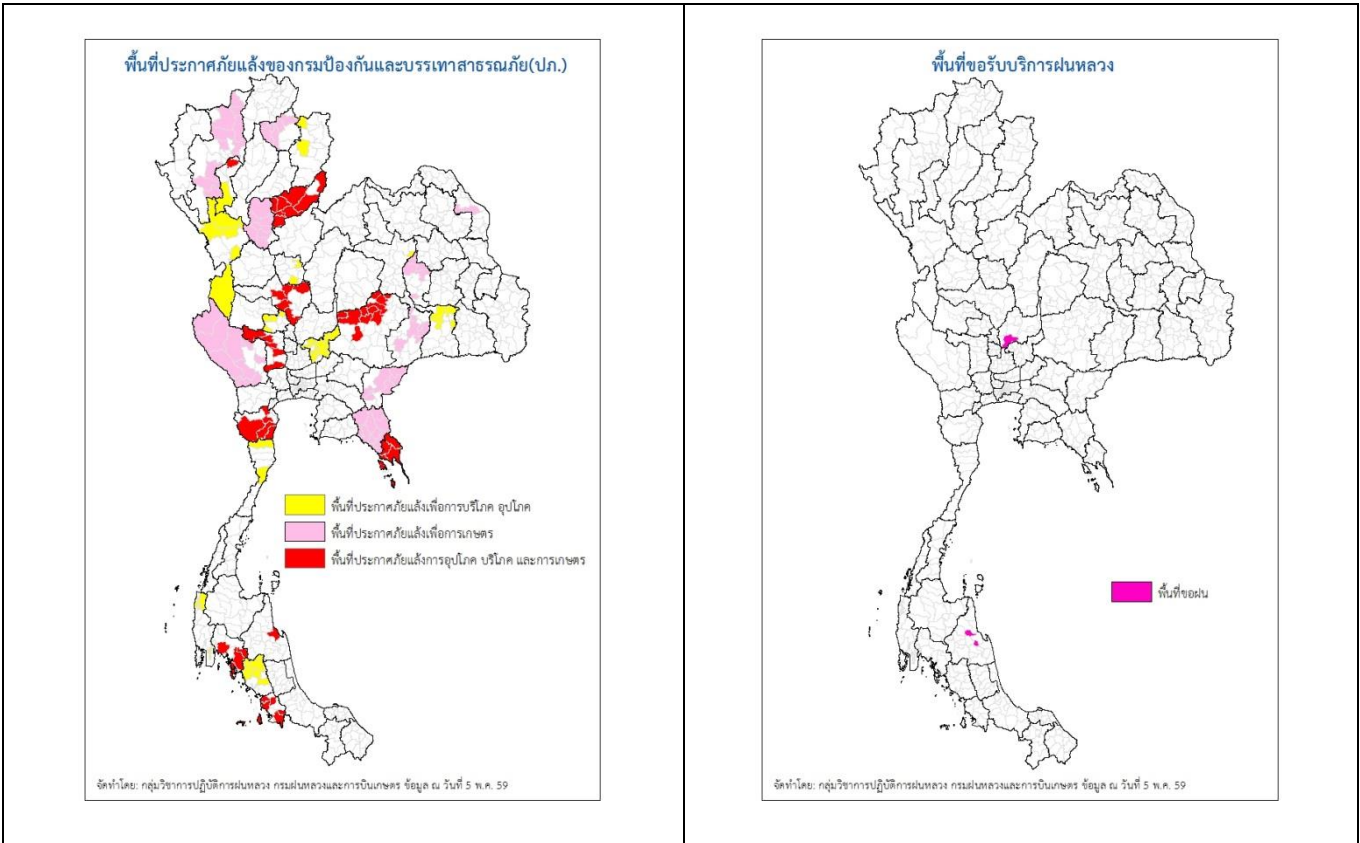 พื้นที่ประกาศภัยแล้งของกรมป้องกันและบรรเทาสาธรณภัย(ปภ.)
พื้นที่ประกาศภัยแล้งเพื่อการบริโภค อุปโภค
พื้นที่ประกาศภัยแล้งเพื่อการเกษตร
พื้นที่ประกาศภัยแล้งการอุปโภค บริโภค และการเกษตร
จัดทำโดย: กลุ่มวิชาการปฏิบัติการฝนหลวง กรมฝนหลวงและการบินเกษตร ข้อมูล ณ วันที่ 5 พ.ค. 59
พื้นที่ขอรับบริการฝนหลวง
พื้นที่ขอฝน
จัดทำโดย: กลุ่มวิชาการปฏิบัติการฝนหลวง กรมฝนหลวงและการบินเกษตร ข้อมูล ณ วันที่ 5 พ.ค. 59